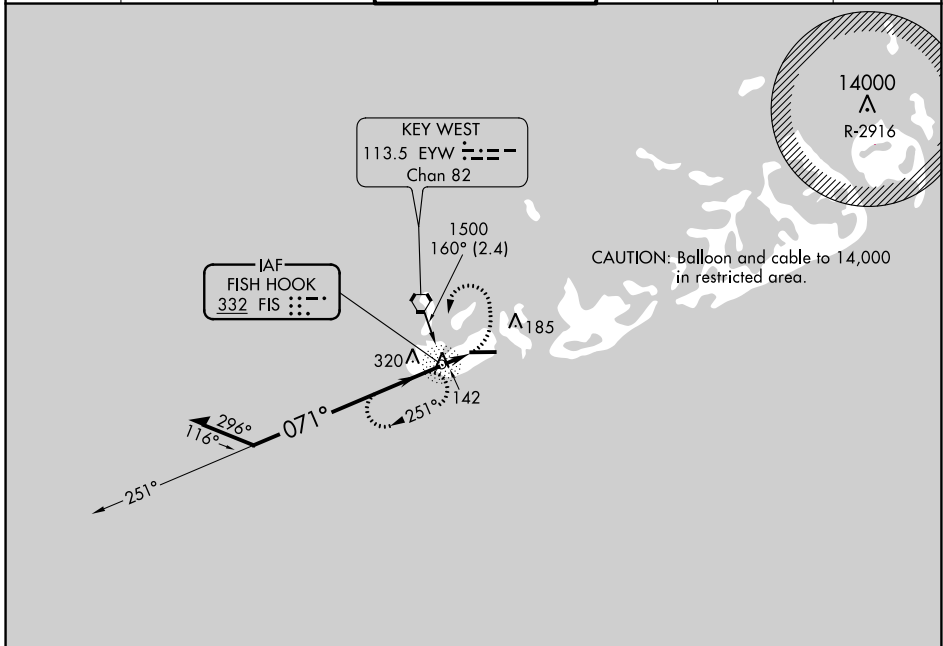 14000
R-2916
KEY WEST
113.5 EYW
Chan 82
1500
160° (2.4)
CAUTION: Balloon and cable to 14,000
in restricted area.
IAF
FISH HOOK
332 FIS
185
320
142
251°
071°
296°
116°
251°